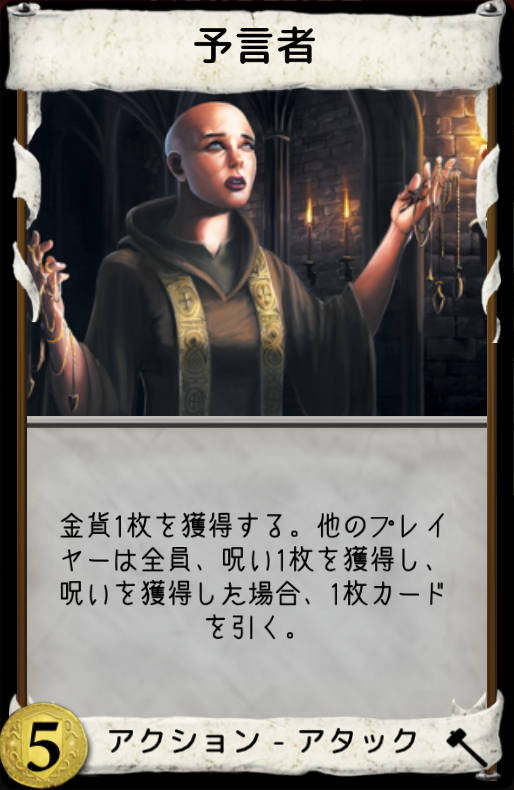 予言者
金貨1枚を獲得する。他のプレイ
ヤーは全員、呪い1枚を獲得し、
呪いを獲得した場合、1枚カード
を引く。
5
アクション - アタック